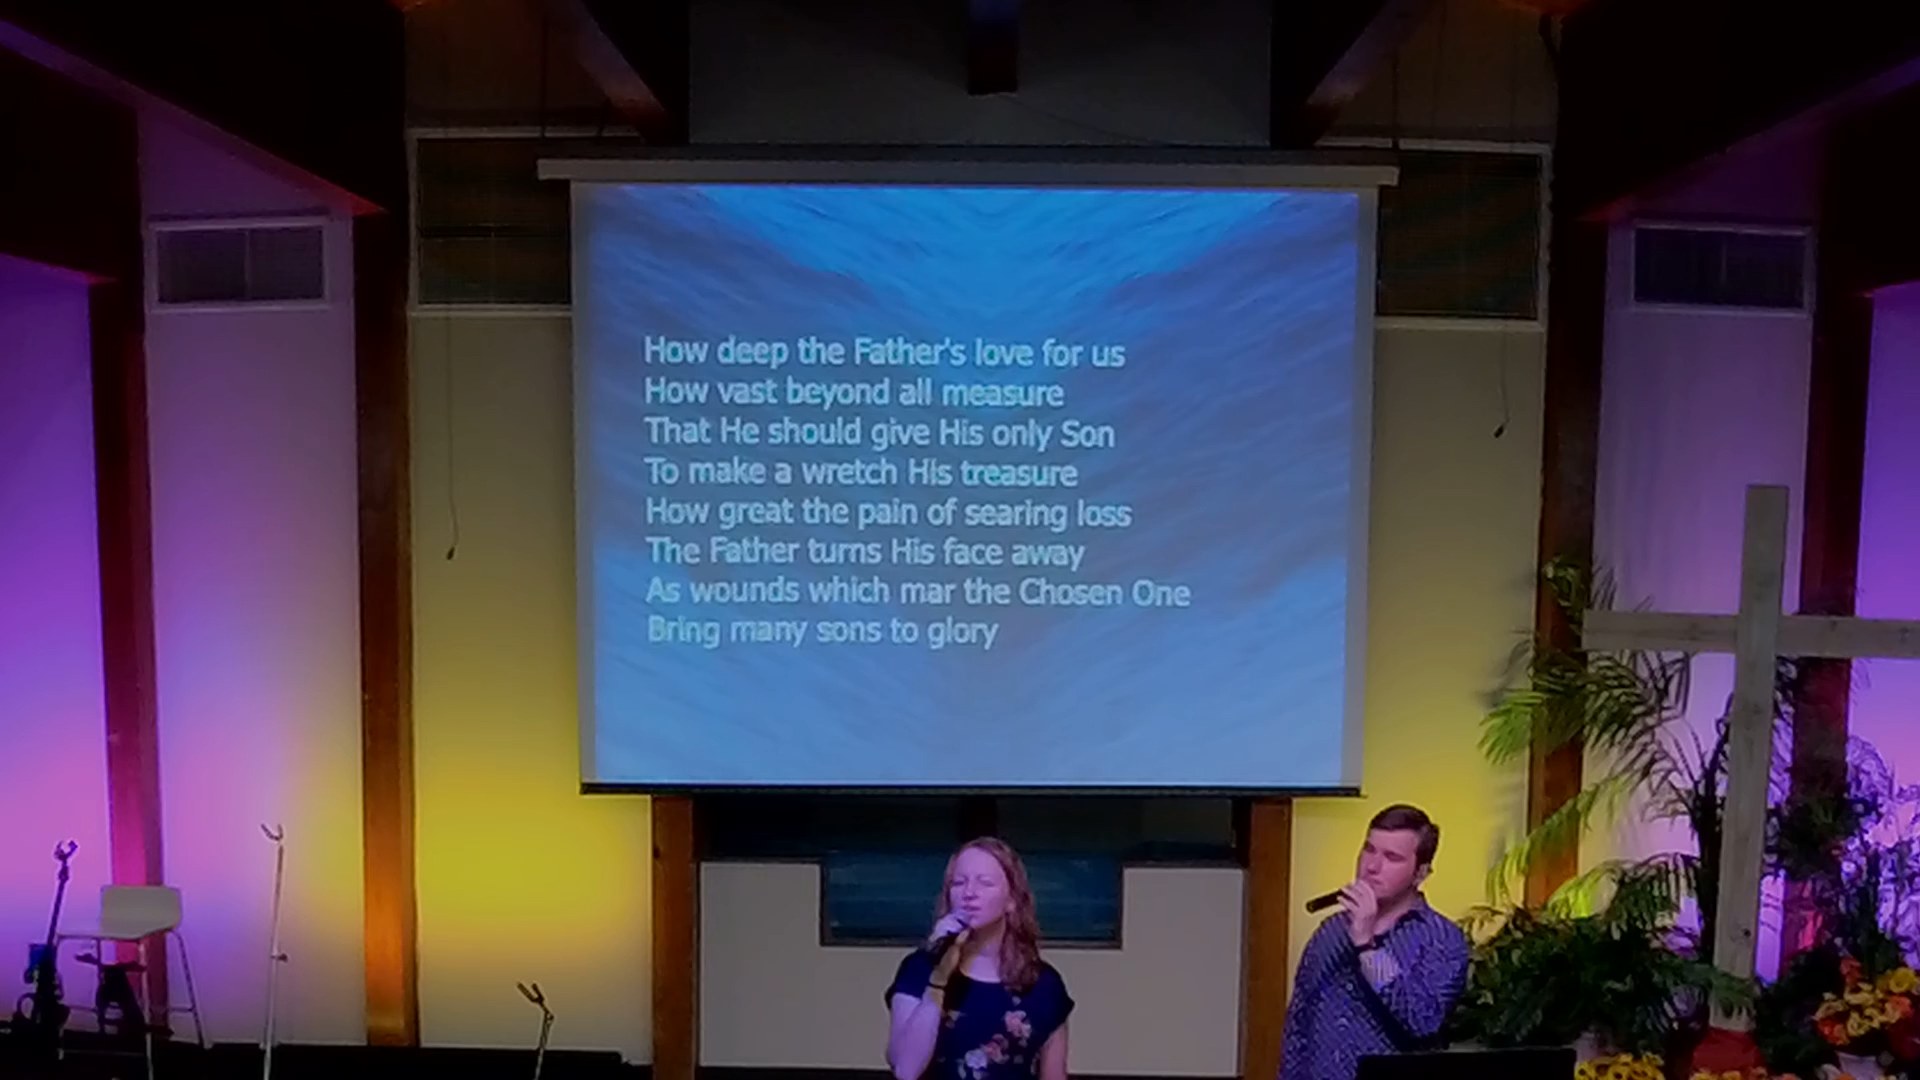 How deep the Father's love for us
How vast beyond all measure
That He should give His only Son
To make a wretch His treasure
How great the pain of searing loss
The Father turns His face away
As wounds which mar the Chosen One
Bring many sons to glory